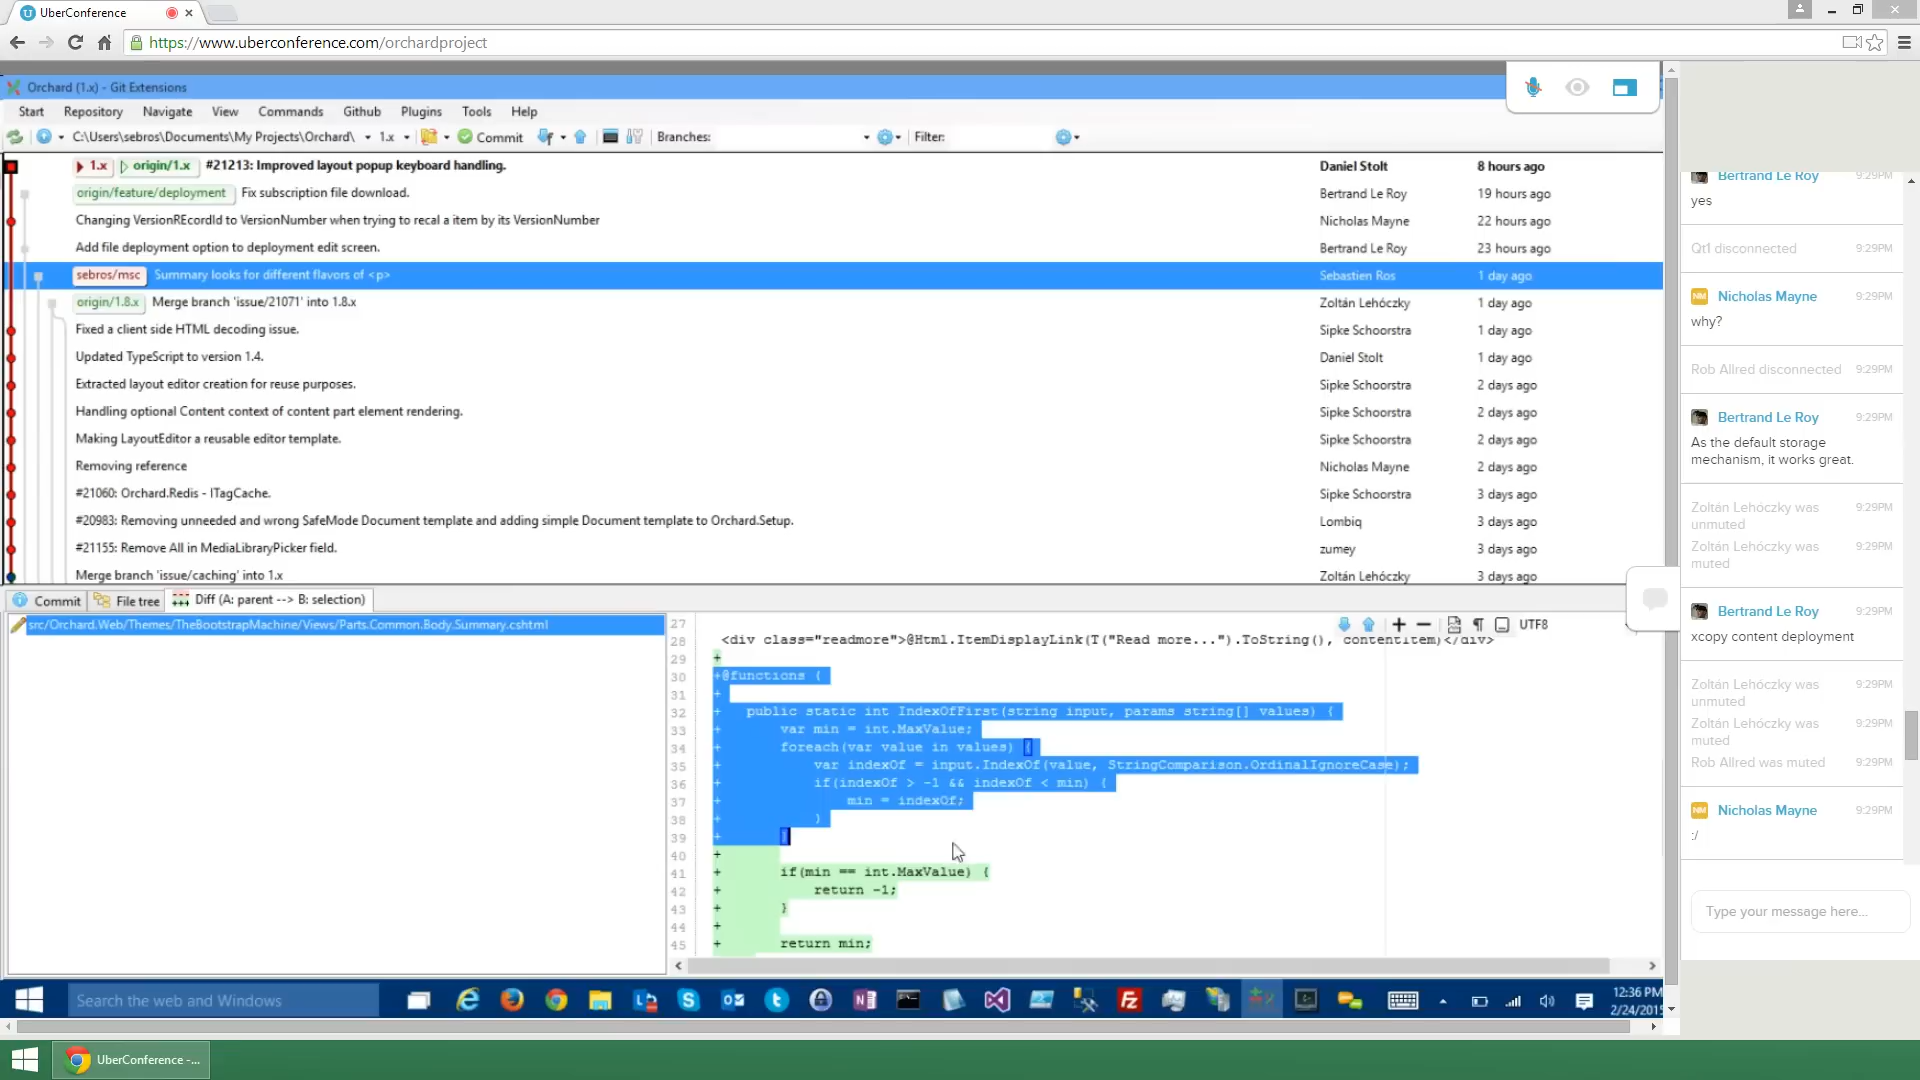 UberConference
https://www.uberconference.com/orchardproject
Orchard (1.x) - Git Extensions
Start Repository Navigate View Commands Github Plugins Tools Help
C:\Users\sebros\Documents\My Projects\Orchard\ 1.x Commit Branches: Filter:
1.x origin/1.x #21213: Improved layout popup keyboard handling. Daniel Stolt 8 hours ago
origin/feature/deployment Fix subscription file download. Bertrand Le Roy 19 hours ago
Changing VersionREcordId to VersionNumber when trying to recal a item by its VersionNumber Nicholas Mayne 22 hours ago
Add file deployment option to deployment edit screen. Bertrand Le Roy 23 hours ago
sebros/msc Summary looks for different flavors of <p> Sebastien Ros 1 day ago
origin/1.8.x Merge branch 'issue/21071' into 1.8.x Zoltán Lehóczky 1 day ago
Fixed a client side HTML decoding issue. Sipke Schoorstra 1 day ago
Updated TypeScript to version 1.4. Daniel Stolt 1 day ago
Extracted layout editor creation for reuse purposes. Sipke Schoorstra 2 days ago
Handling optional Content context of content part element rendering. Sipke Schoorstra 2 days ago
Making LayoutEditor a reusable editor template. Sipke Schoorstra 2 days ago
Removing reference Nicholas Mayne 2 days ago
#21060: Orchard.Redis - ITagCache. Sipke Schoorstra 3 days ago
#20983: Removing unneeded and wrong SafeMode Document template and adding simple Document template to Orchard.Setup. Lombiq 3 days ago
#21155: Remove All in MediaLibraryPicker field. zumey 3 days ago
Merge branch 'issue/caching' into 1.x Zoltán Lehóczky 3 days ago
Commit File tree Diff (A: parent --> B: selection)
src/Orchard.Web/Themes/TheBootstrapMachine/Views/Parts.Common.Body.Summary.cshtml
UTF8
27
28 <div class="readmore">@Html.ItemDisplayLink(T("Read more...").ToString(), contentItem)</div>
29 +
30 +@functions {
31 +
32 + public static int IndexOfFirst(string input, params string[] values) {
33 + var min = int.MaxValue;
34 + foreach(var value in values) {
35 + var indexOf = input.IndexOf(value, StringComparison.OrdinalIgnoreCase);
36 + if(indexOf > -1 && indexOf < min) {
37 + min = indexOf;
38 + }
39 + }
40 +
41 + if(min == int.MaxValue) {
42 + return -1;
43 + }
44 +
45 + return min;
Search the web and Windows
12:36 PM
2/24/201
UberConference -...
Bertrand Le Roy 9:29PM
yes
Qt1 disconnected 9:29PM
NM Nicholas Mayne 9:29PM
why?
Rob Allred disconnected 9:29PM
Bertrand Le Roy 9:29PM
As the default storage
mechanism, it works great.
Zoltán Lehóczky was 9:29PM
unmuted
Zoltán Lehóczky was 9:29PM
muted
Bertrand Le Roy 9:29PM
xcopy content deployment
Zoltán Lehóczky was 9:29PM
unmuted
Zoltán Lehóczky was 9:29PM
muted
Rob Allred was muted 9:29PM
NM Nicholas Mayne 9:29PM
:/
Type your message here...